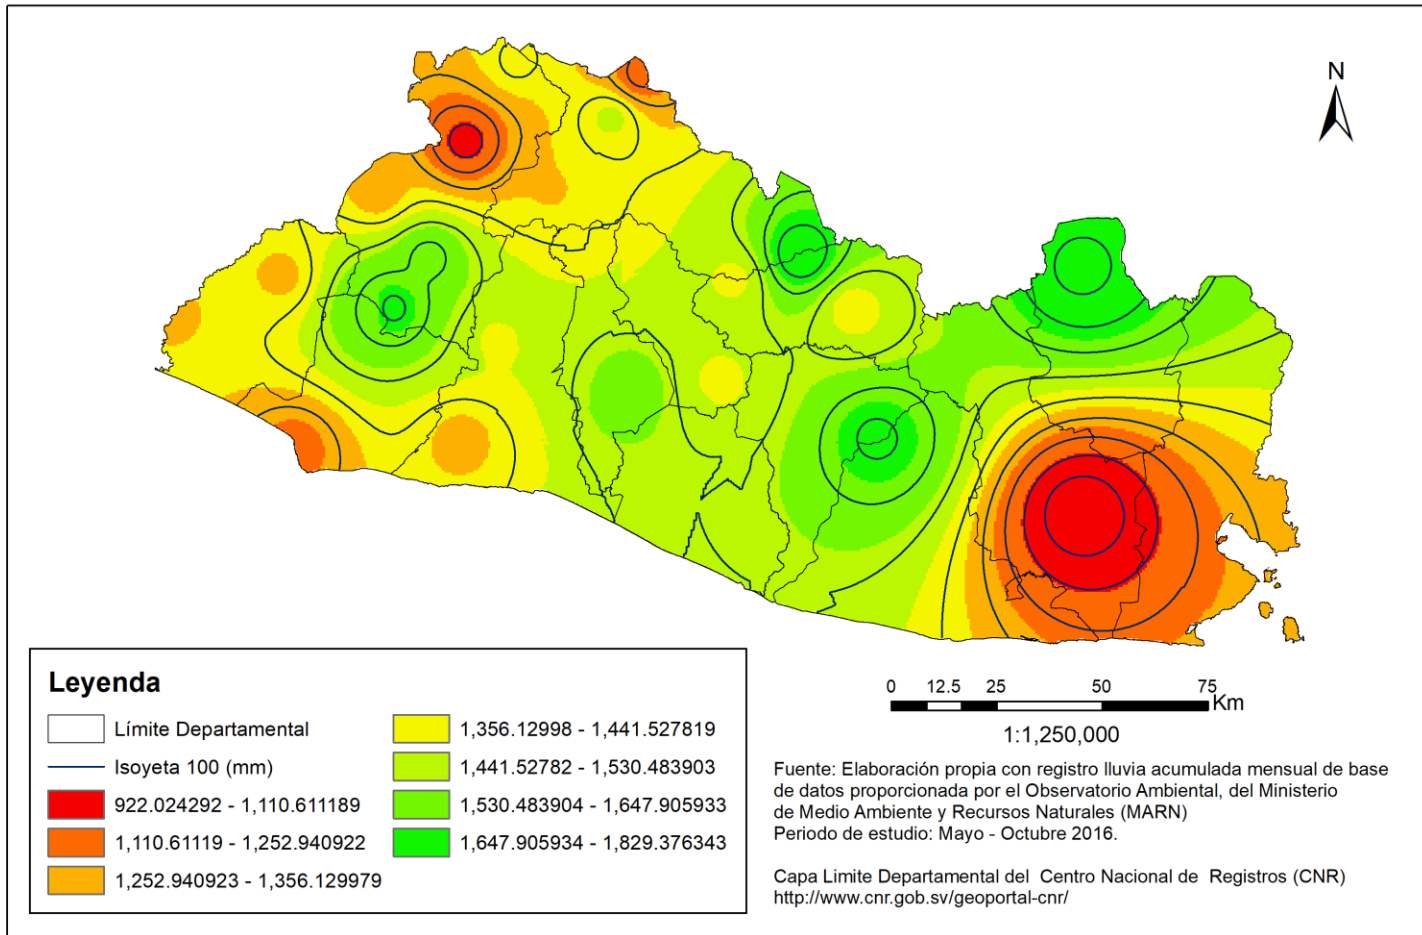 N
Leyenda
Límite Departamental
Isoyeta 100 (mm)
922.024292 - 1,110.611189
1,110.61119 - 1,252.940922
1,252.940923 - 1,356.129979
1,356.12998 - 1,441.527819
1,441.52782 - 1,530.483903
1,530.483904 - 1,647.905933
1,647.905934 - 1,829.376343
0 12.5 25 50 75
Km
1:1,250,000
Fuente: Elaboración propia con registro lluvia acumulada mensual de base
de datos proporcionada por el Observatorio Ambiental, del Ministerio
de Medio Ambiente y Recursos Naturales (MARN)
Periodo de estudio: Mayo - Octubre 2016.
Capa Limite Departamental del Centro Nacional de Registros (CNR)
http://www.cnr.gob.sv/geoportal-cnr/